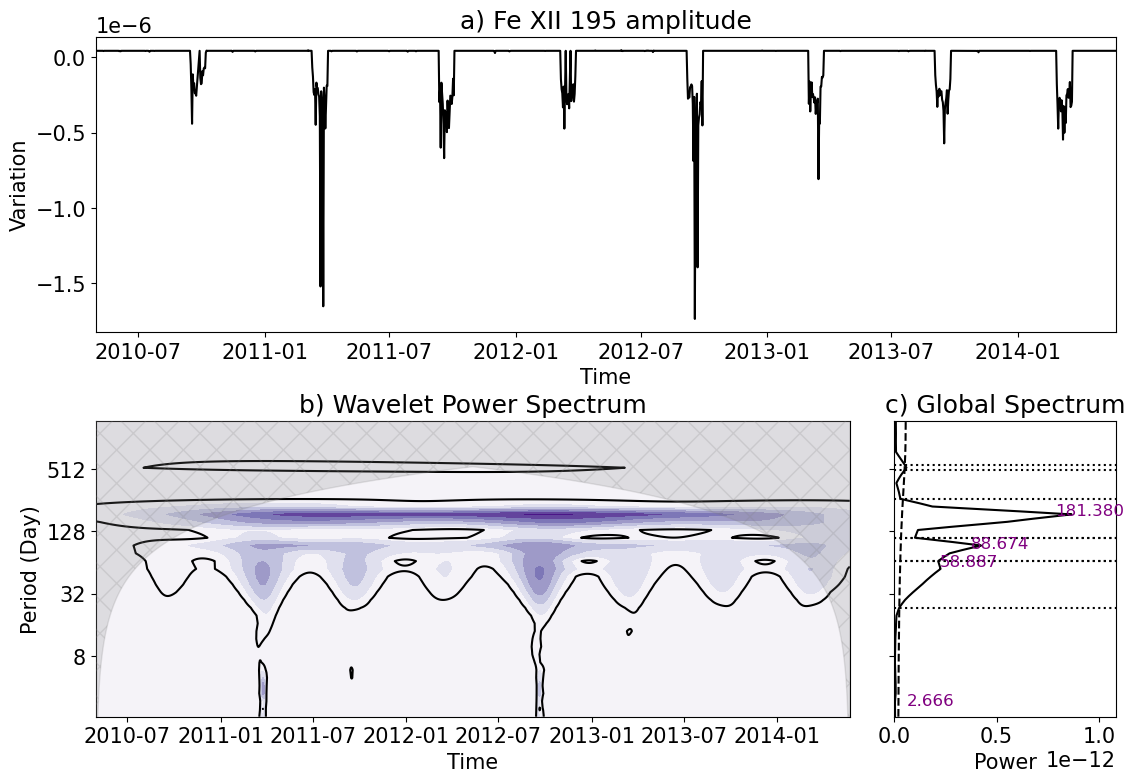 a) Fe XII 195 amplitude
1e−6
0.0
−0.5
−1.0
−1.5
Variation
2010-07 2011-01 2011-07 2012-01 2012-07 2013-01 2013-07 2014-01
Time
b) Wavelet Power Spectrum
512
128
32
8
Period (Day)
2010-07 2011-01 2011-07 2012-01 2012-07 2013-01 2013-07 2014-01
Time
c) Global Spectrum
181.380
88.674
58.887
2.666
0.0 0.5 1.0
Power 1e−12